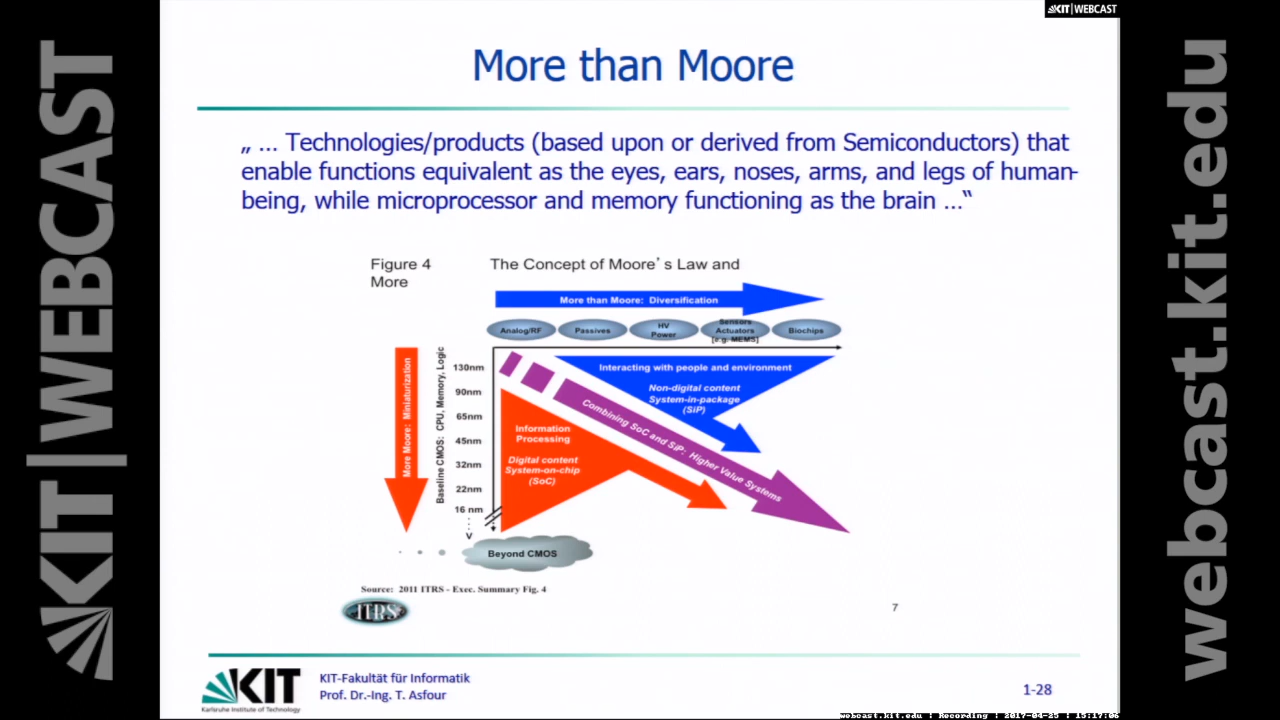 KIT|WEBCAST
KIT|WEBCAST
webcast.kit.edu
More than Moore
„ ... Technologies/products (based upon or derived from Semiconductors) that
enable functions equivalent as the eyes, ears, noses, arms, and legs of human-
being, while microprocessor and memory functioning as the brain ...“
Figure 4 The Concept of Moore’s Law and
More
More than Moore: Diversification
Analog/RF
Passives
HV
Power
Sensors
Actuators
[e.g. MEMS]
Biochips
More Moore: Miniaturization
Baseline CMOS: CPU, Memory, Logic
130nm
90nm
65nm
45nm
32nm
22nm
16 nm
V
Interacting with people and environment
Non-digital content
System-in-package
(SiP)
Combining SoC and SiP: Higher Value Systems
Information
Processing
Digital content
System-on-chip
(SoC)
Beyond CMOS
Source: 2011 ITRS - Exec. Summary Fig. 4
ITRS
7
KIT
Karlsruhe Institute of Technology
KIT-Fakultät für Informatik
Prof. Dr.-Ing. T. Asfour
1-28
webcast.kit.edu | Recording | 2017-04-25 | 15:17:06